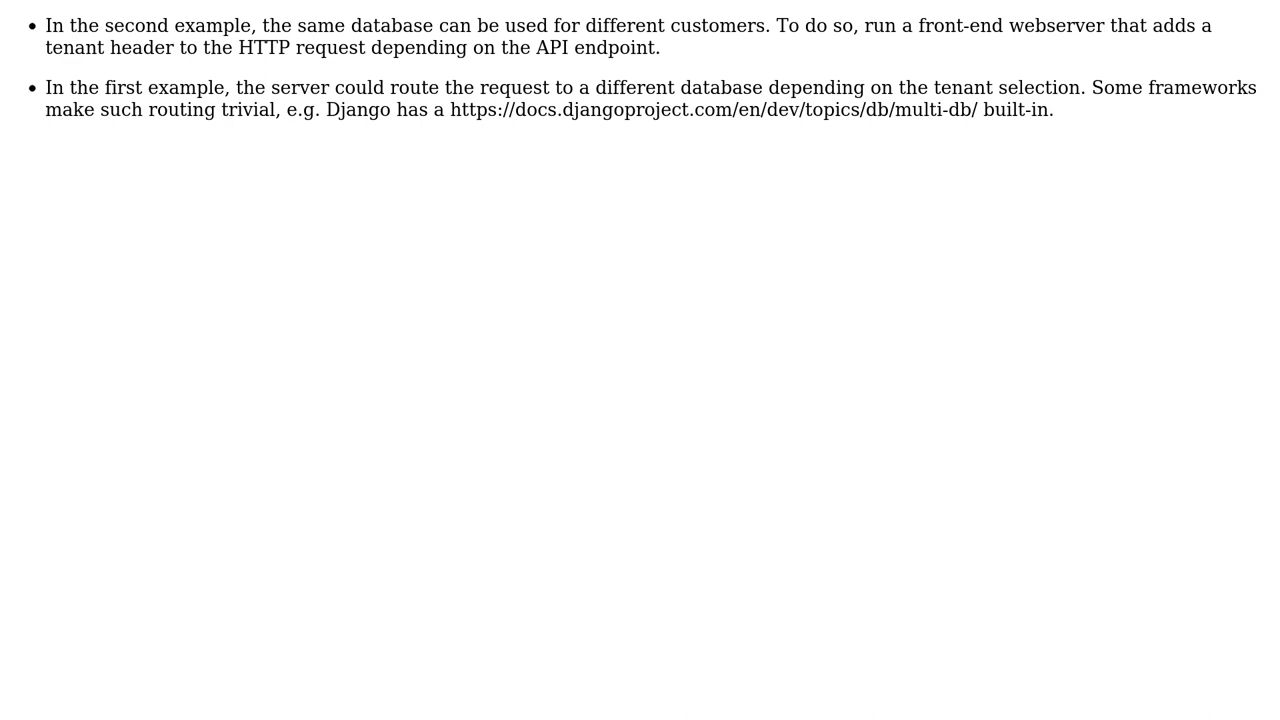 • In the second example, the same database can be used for different customers. To do so, run a front-end webserver that adds a
tenant header to the HTTP request depending on the API endpoint.
• In the first example, the server could route the request to a different database depending on the tenant selection. Some frameworks
make such routing trivial, e.g. Django has a https://docs.djangoproject.com/en/dev/topics/db/multi-db/ built-in.